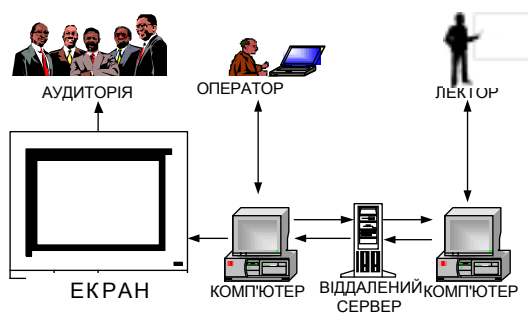 АУДИТОРІЯ
ОПЕРАТОР
ЛЕКТОР
ЕКРАН
КОМП'ЮТЕР
ВІДДАЛЕНИЙ
СЕРВЕР
КОМП'ЮТЕР